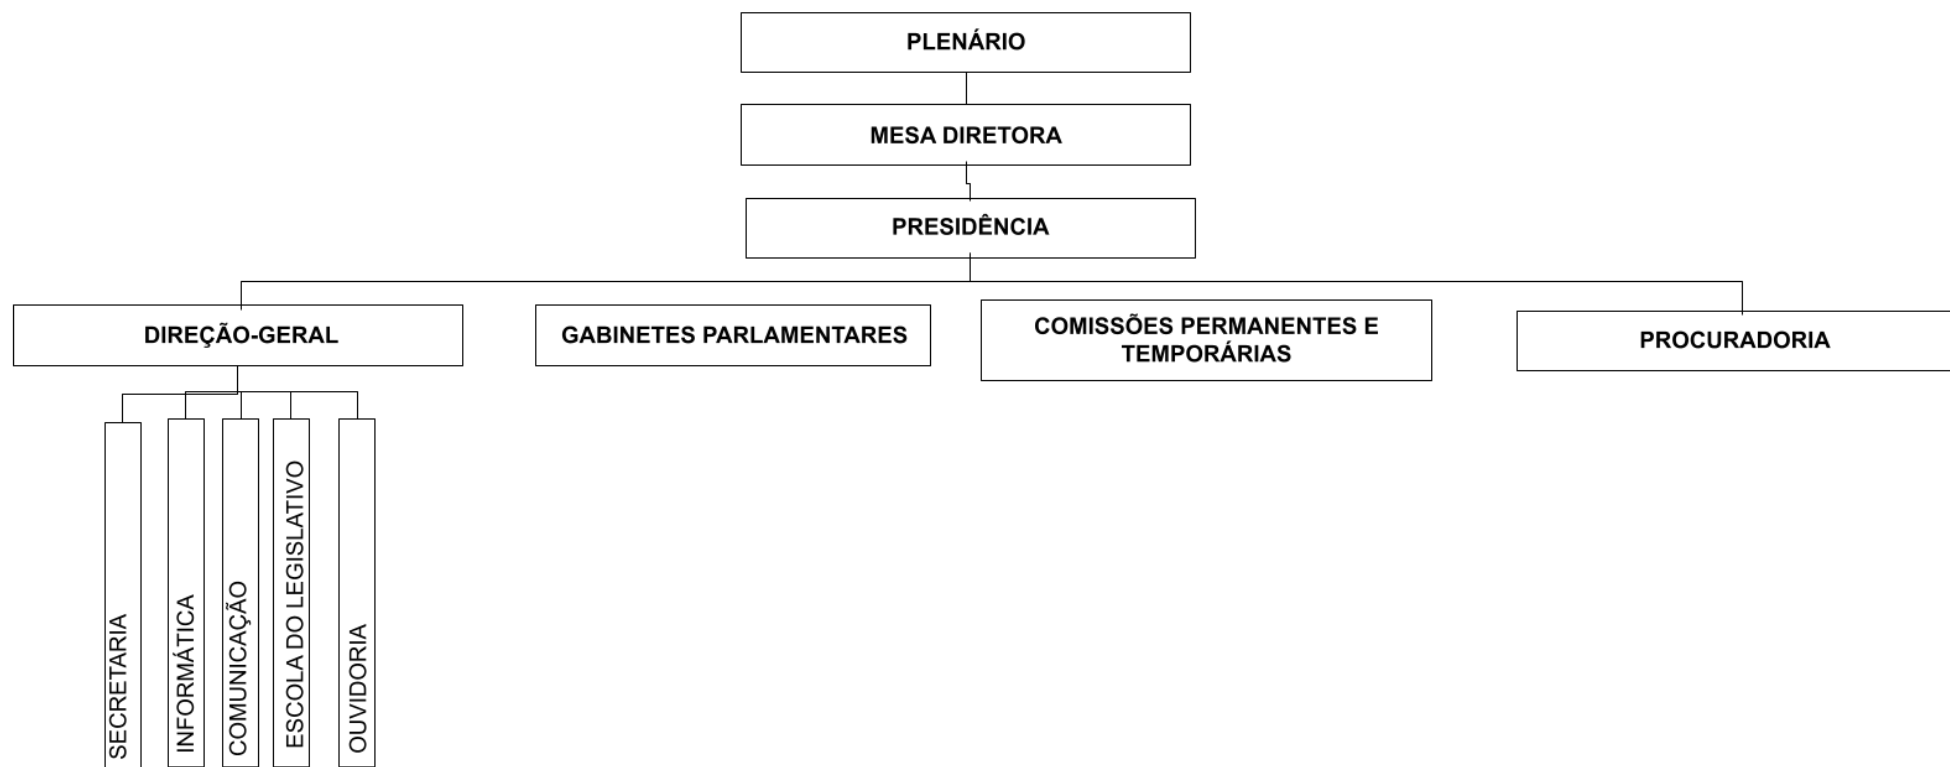 PLENÁRIO
MESA DIRETORA
PRESIDÊNCIA
DIREÇÃO-GERAL
GABINETES PARLAMENTARES
COMISSÕES PERMANENTES E
TEMPORÁRIAS
PROCURADORIA
SECRETARIA
INFORMÁTICA
COMUNICAÇÃO
ESCOLA DO LEGISLATIVO
OUVIDORIA